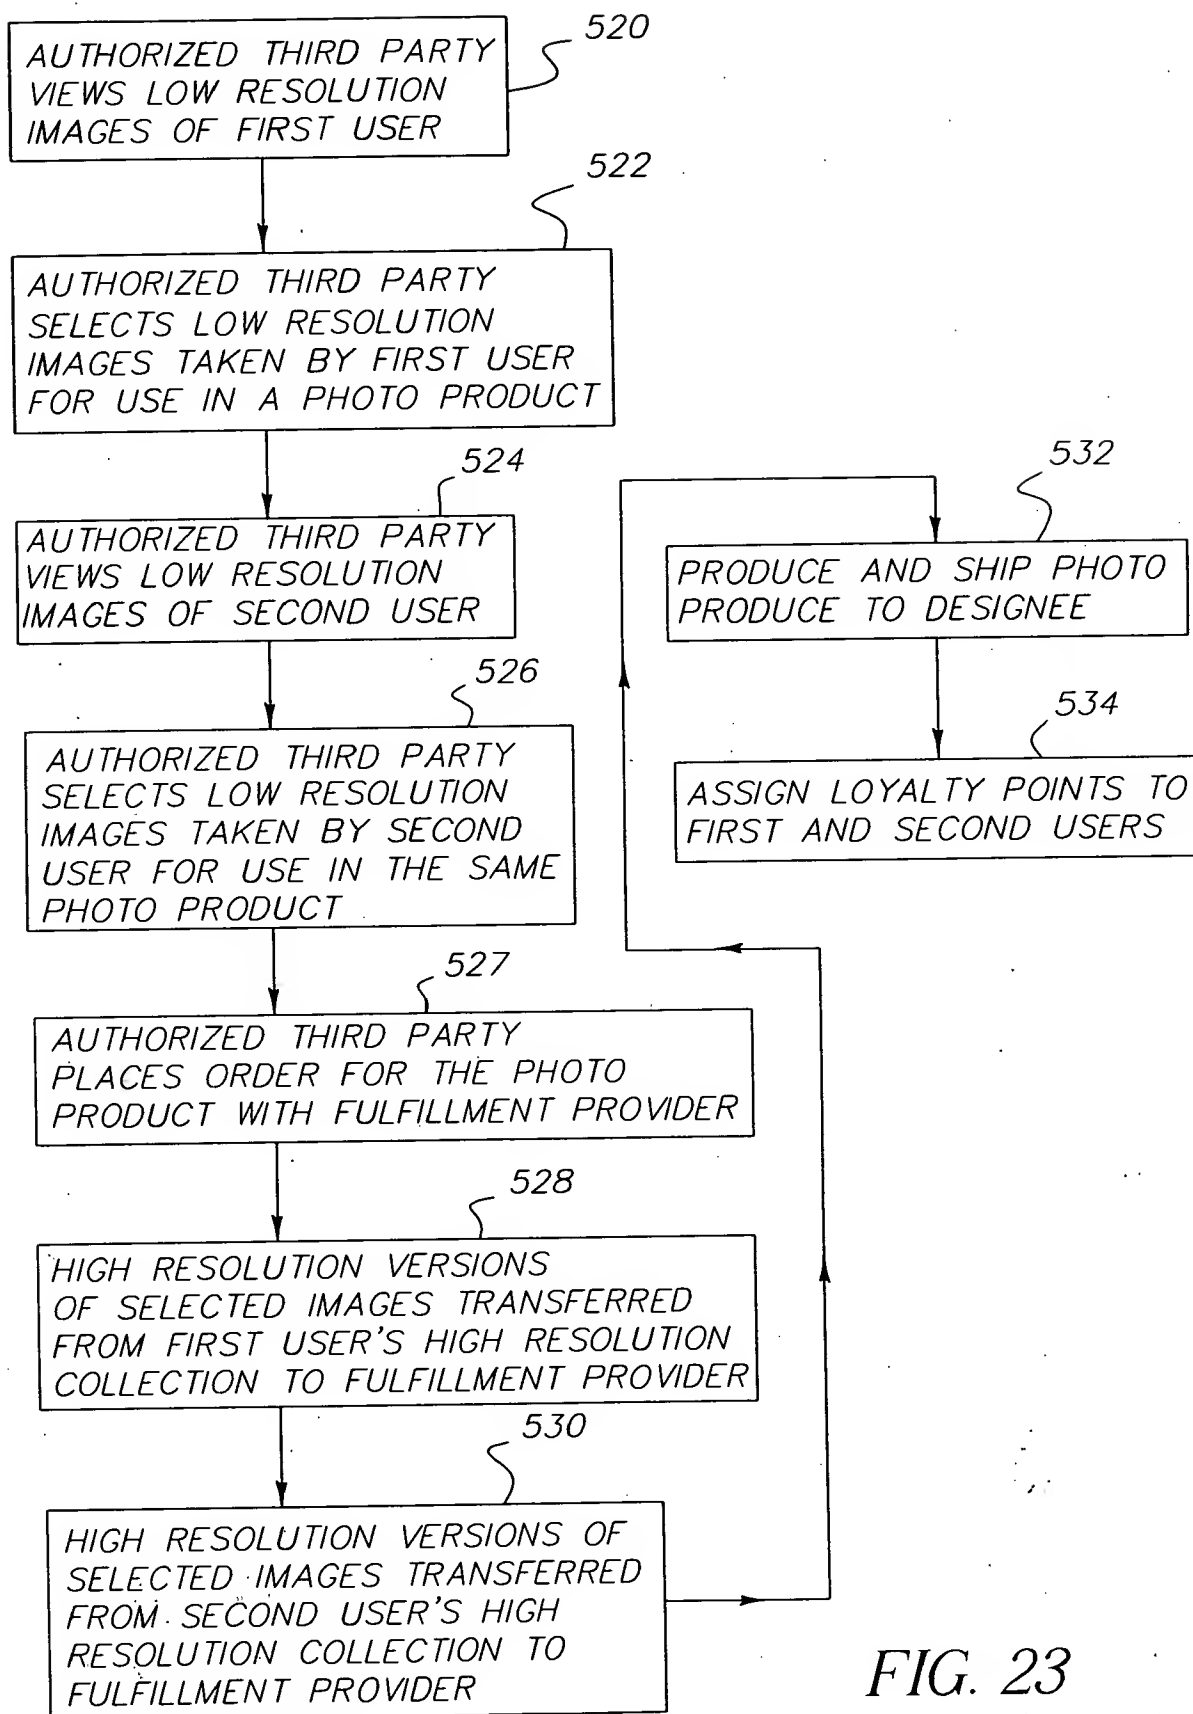 520
AUTHORIZED THIRD PARTY
VIEWS LOW RESOLUTION
IMAGES OF FIRST USER
522
AUTHORIZED THIRD PARTY
SELECTS LOW RESOLUTION
IMAGES TAKEN BY FIRST USER
FOR USE IN A PHOTO PRODUCT
524
AUTHORIZED THIRD PARTY
VIEWS LOW RESOLUTION
IMAGES OF SECOND USER
526
AUTHORIZED THIRD PARTY
SELECTS LOW RESOLUTION
IMAGES TAKEN BY SECOND
USER FOR USE IN THE SAME
PHOTO PRODUCT
527
AUTHORIZED THIRD PARTY
PLACES ORDER FOR THE PHOTO
PRODUCT WITH FULFILLMENT PROVIDER
528
HIGH RESOLUTION VERSIONS
OF SELECTED IMAGES TRANSFERRED
FROM FIRST USER'S HIGH RESOLUTION
COLLECTION TO FULFILLMENT PROVIDER
530
HIGH RESOLUTION VERSIONS OF
SELECTED IMAGES TRANSFERRED
FROM SECOND USER'S HIGH
RESOLUTION COLLECTION TO
FULFILLMENT PROVIDER
532
PRODUCE AND SHIP PHOTO
PRODUCE TO DESIGNEE
534
ASSIGN LOYALTY POINTS TO
FIRST AND SECOND USERS
FIG. 23